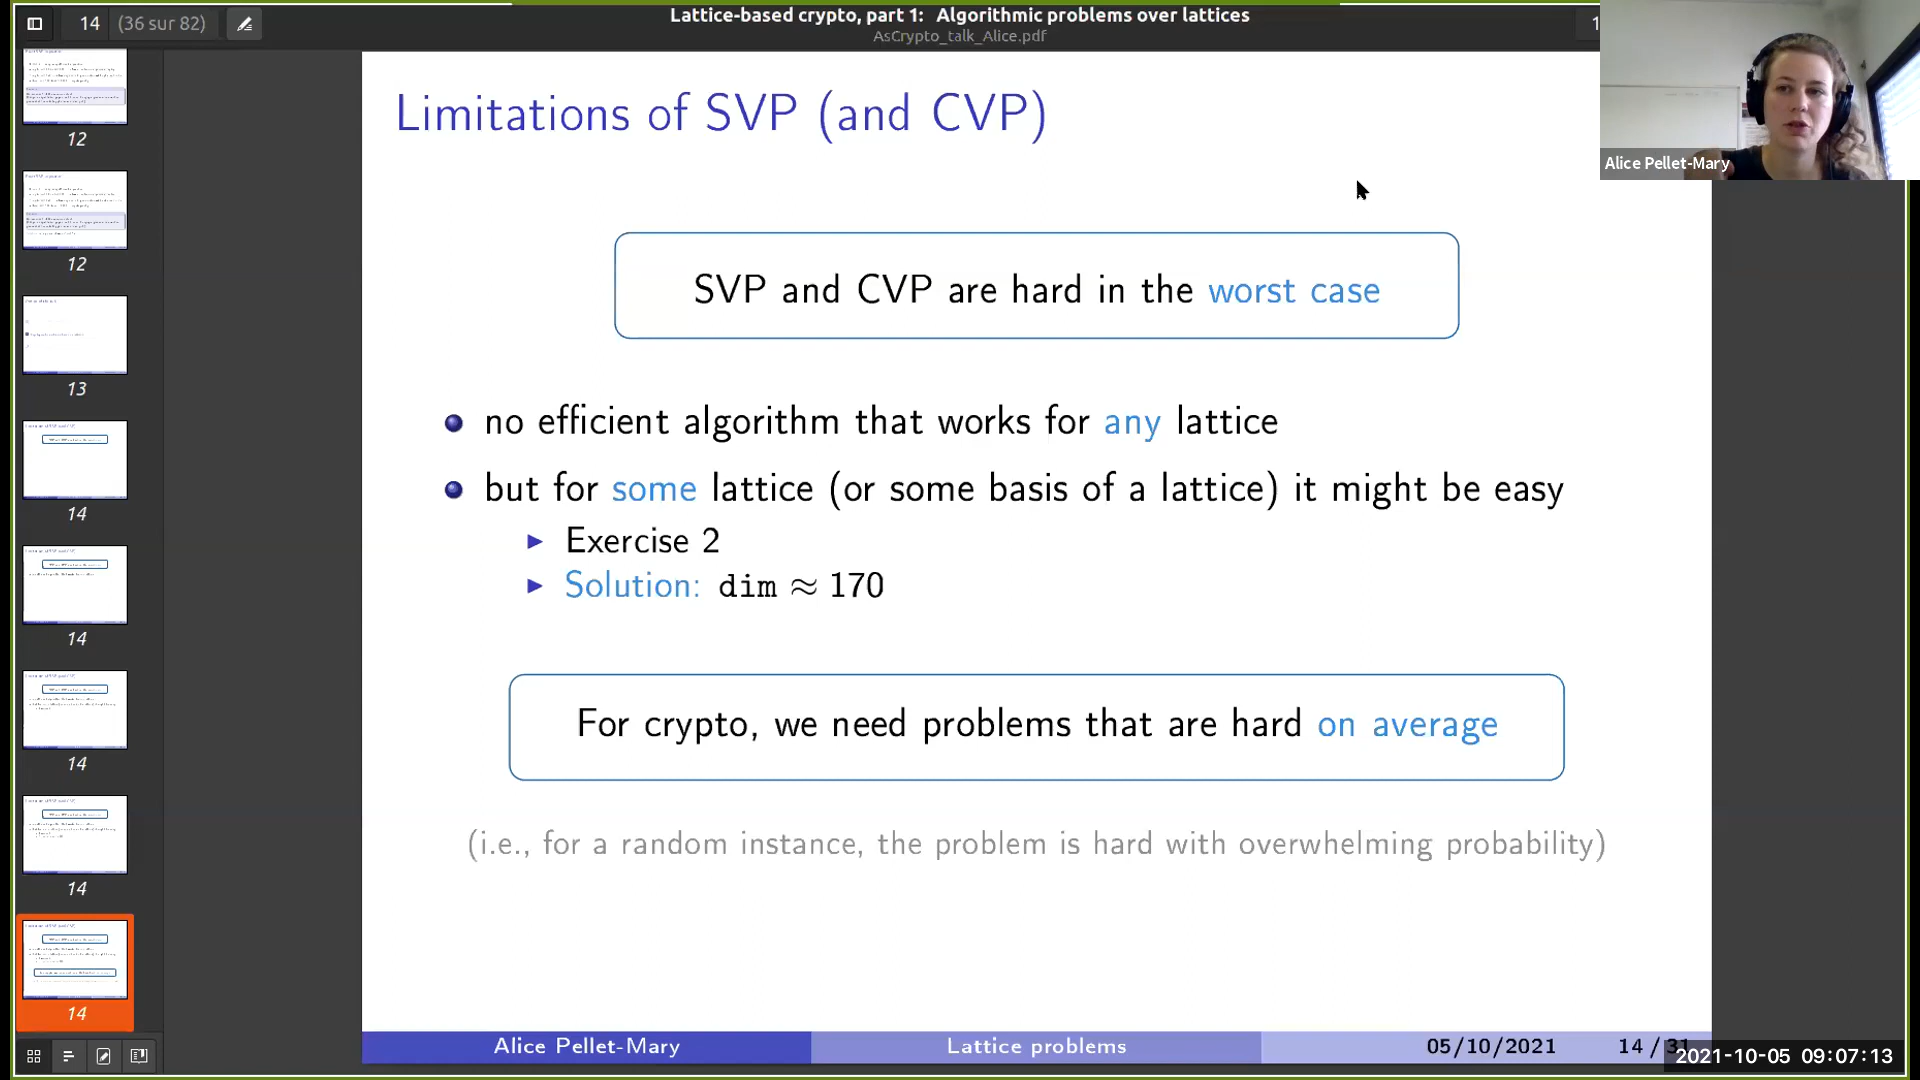 14 (36 sur 82)
Lattice-based crypto, part 1: Algorithmic problems over lattices
AsCrypto_talk_Alice.pdf
Alice Pellet-Mary
12
12
13
14
14
14
14
14
Limitations of SVP (and CVP)
SVP and CVP are hard in the worst case
no efficient algorithm that works for any lattice
but for some lattice (or some basis of a lattice) it might be easy
Exercise 2
Solution: dim ≈ 170
For crypto, we need problems that are hard on average
(i.e., for a random instance, the problem is hard with overwhelming probability)
Alice Pellet-Mary Lattice problems 05/10/2021 14 / 31
2021-10-05 09:07:13